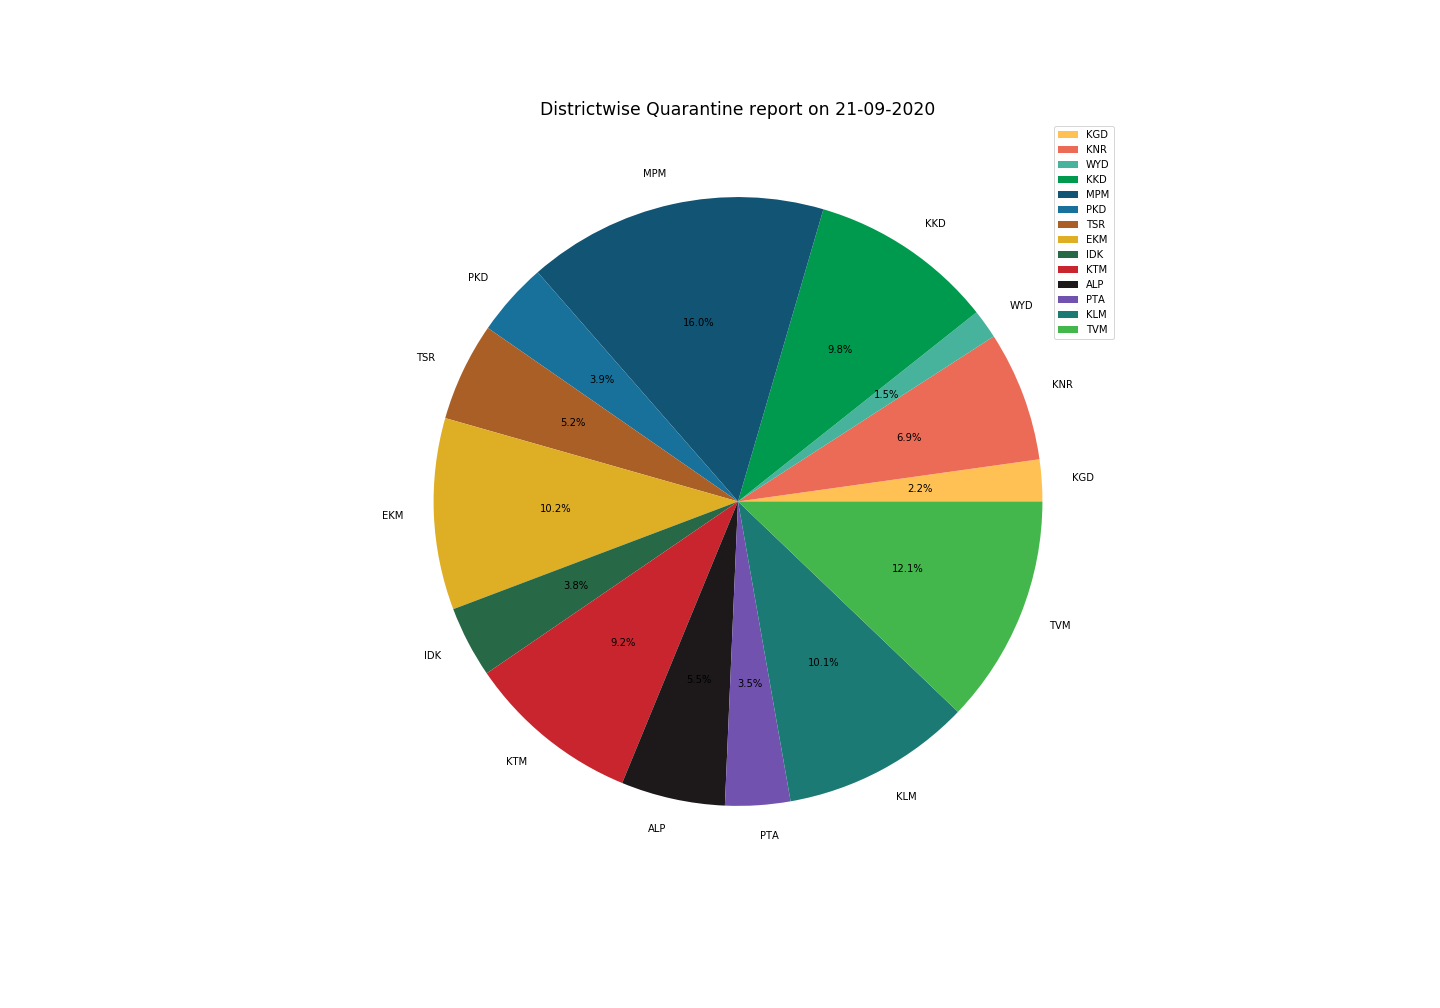 Districtwise Quarantine report on 21-09-2020
KGD
KNR
WYD
KKD
MPM
PKD
TSR
EKM
IDK
KTM
ALP
PTA
KLM
TVM
MPM
KKD
PKD
WYD
16.0%
9.8%
TSR
3.9%
KNR
1.5%
5.2%
6.9%
KGD
2.2%
10.2%
EKM
12.1%
3.8%
TVM
9.2%
IDK
10.1%
5.5%
3.5%
KTM
KLM
ALP
PTA